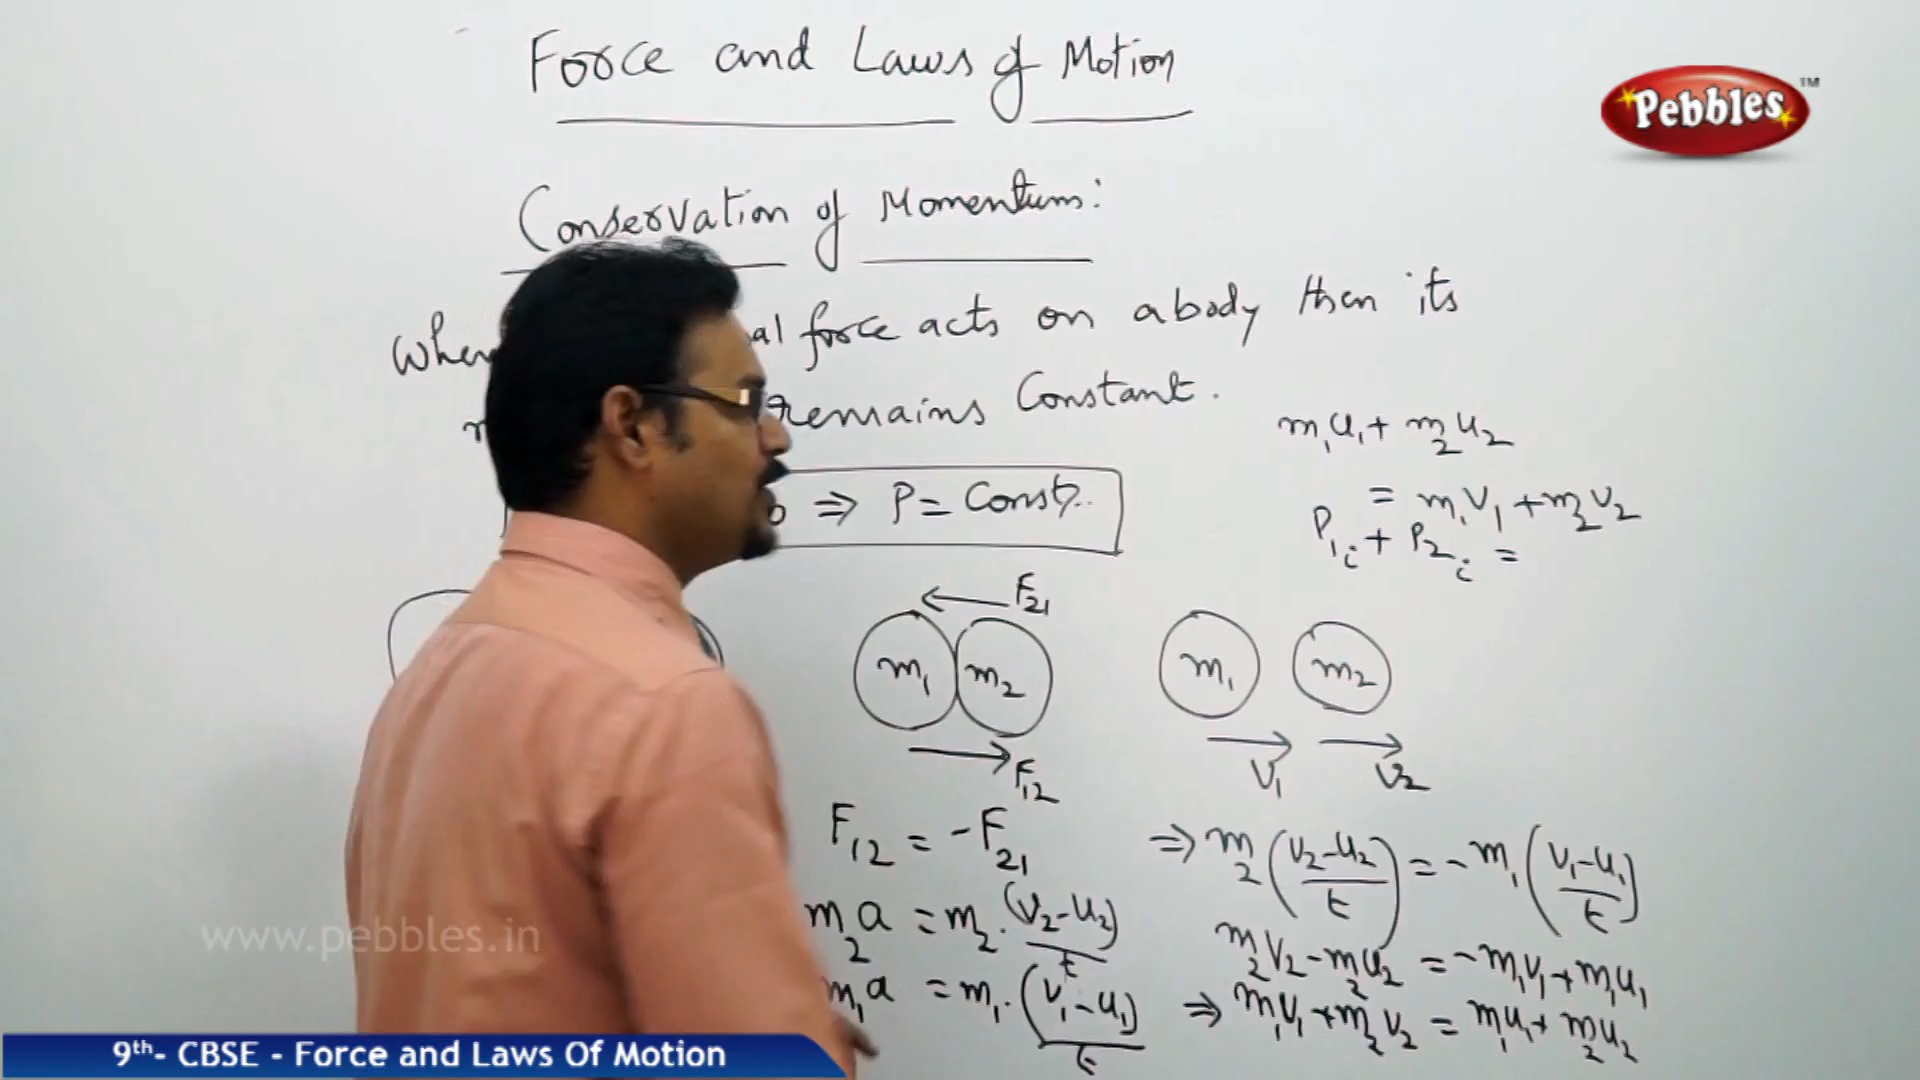 Force and Laws of Motion
Pebbles™
Conservation of Momentum:
When al force acts on a body then its
remains Constant.
⇒ P = Const.
m₁u₁ + m₂u₂
= m₁v₁ + m₂v₂
P₁ᵢ + P₂ᵢ =
F₂₁
m₁ m₂ m₁ m₂
F₁₂ v₁ v₂
F₁₂ = -F₂₁
m₂a = m₂.(v₂-u₂)/t
m₁a = m₁.(v₁-u₁)/t
⇒ m₂(v₂-u₂/t) = -m₁(v₁-u₁/t)
m₂v₂-m₂u₂ = -m₁v₁+m₁u₁
⇒ m₁v₁+m₂v₂ = m₁u₁+m₂u₂
www.pebbles.in
9th- CBSE - Force and Laws Of Motion